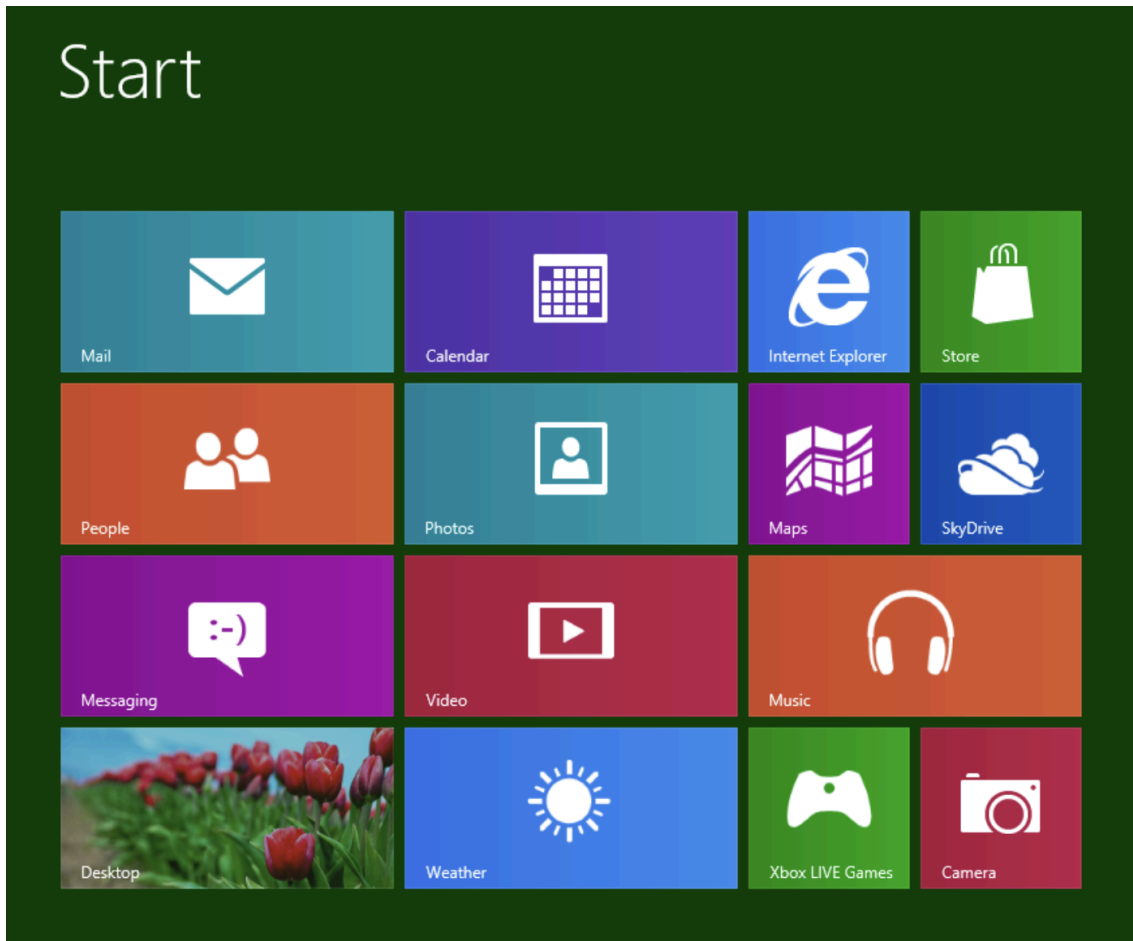 Start
Mail
Calendar
Internet Explorer
Store
People
Photos
Maps
SkyDrive
:-)
Messaging
Video
Music
Desktop
Weather
Xbox LIVE Games
Camera